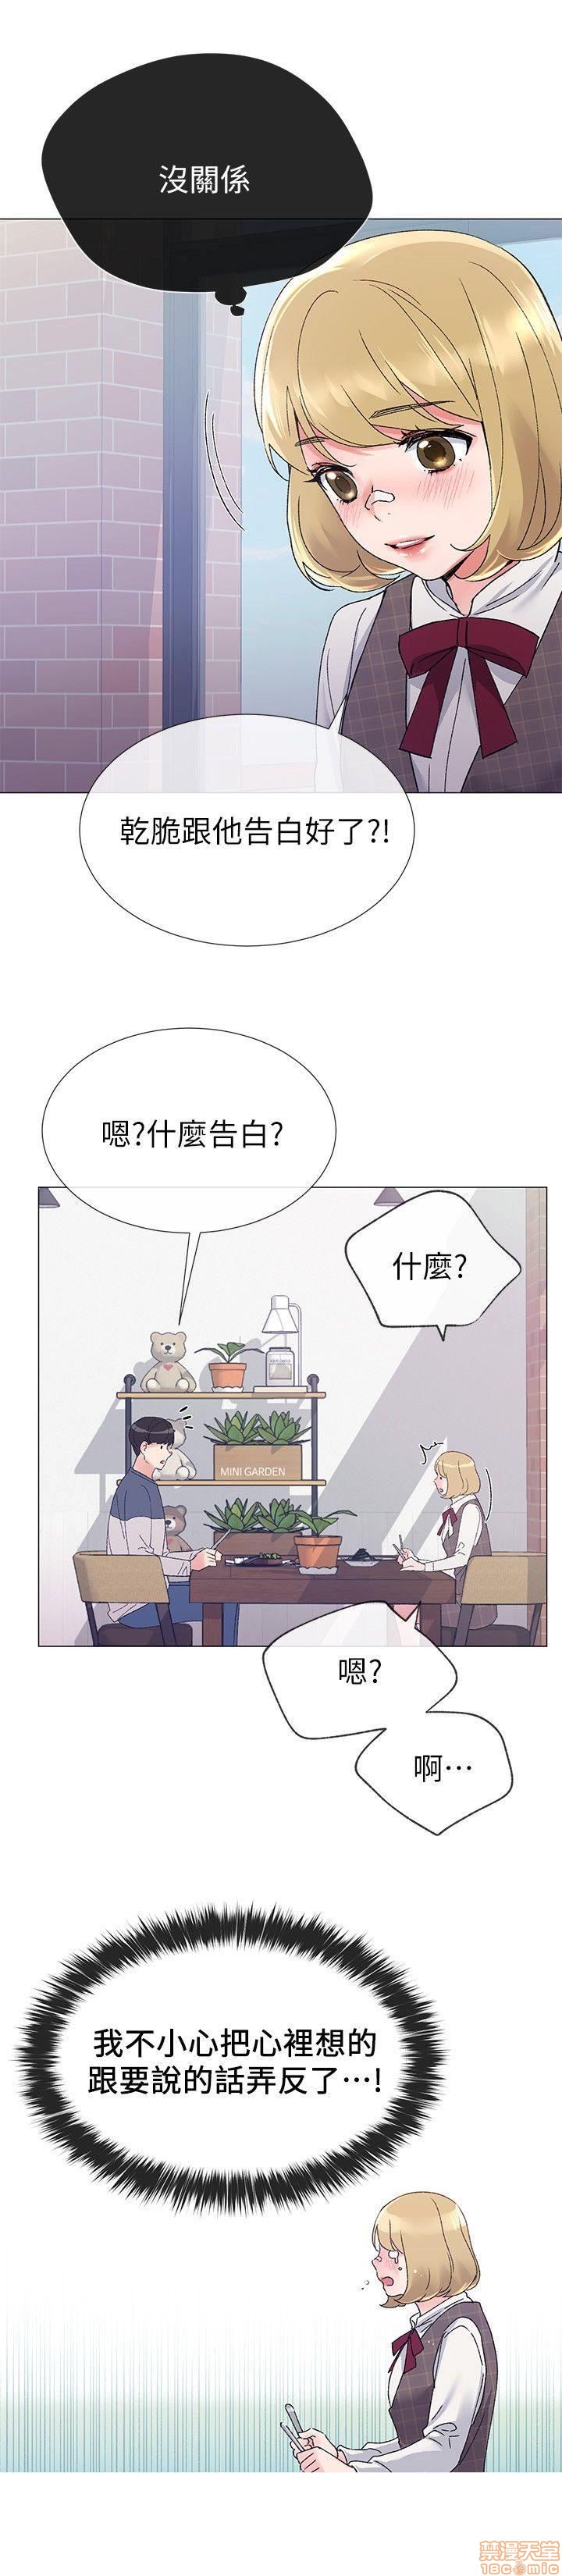 沒關係
乾脆跟他告白好了?!
嗯?什麼告白?
什麼?
MINI GARDEN
嗯?
啊⋯
我不小心把心裡想的
跟要說的話弄反了⋯!
禁漫天堂
18comic